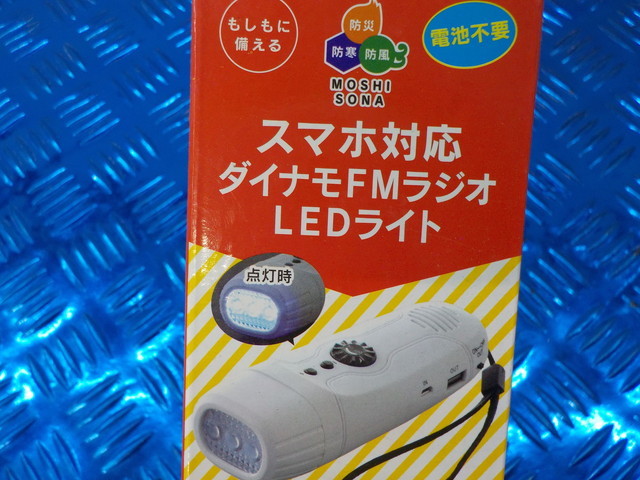 もしもに
備える
防災
防寒 防風
MOSHI
SONA
電池不要
スマホ対応
ダイナモFMラジオ
LEDライト
点灯時
IN
OUT